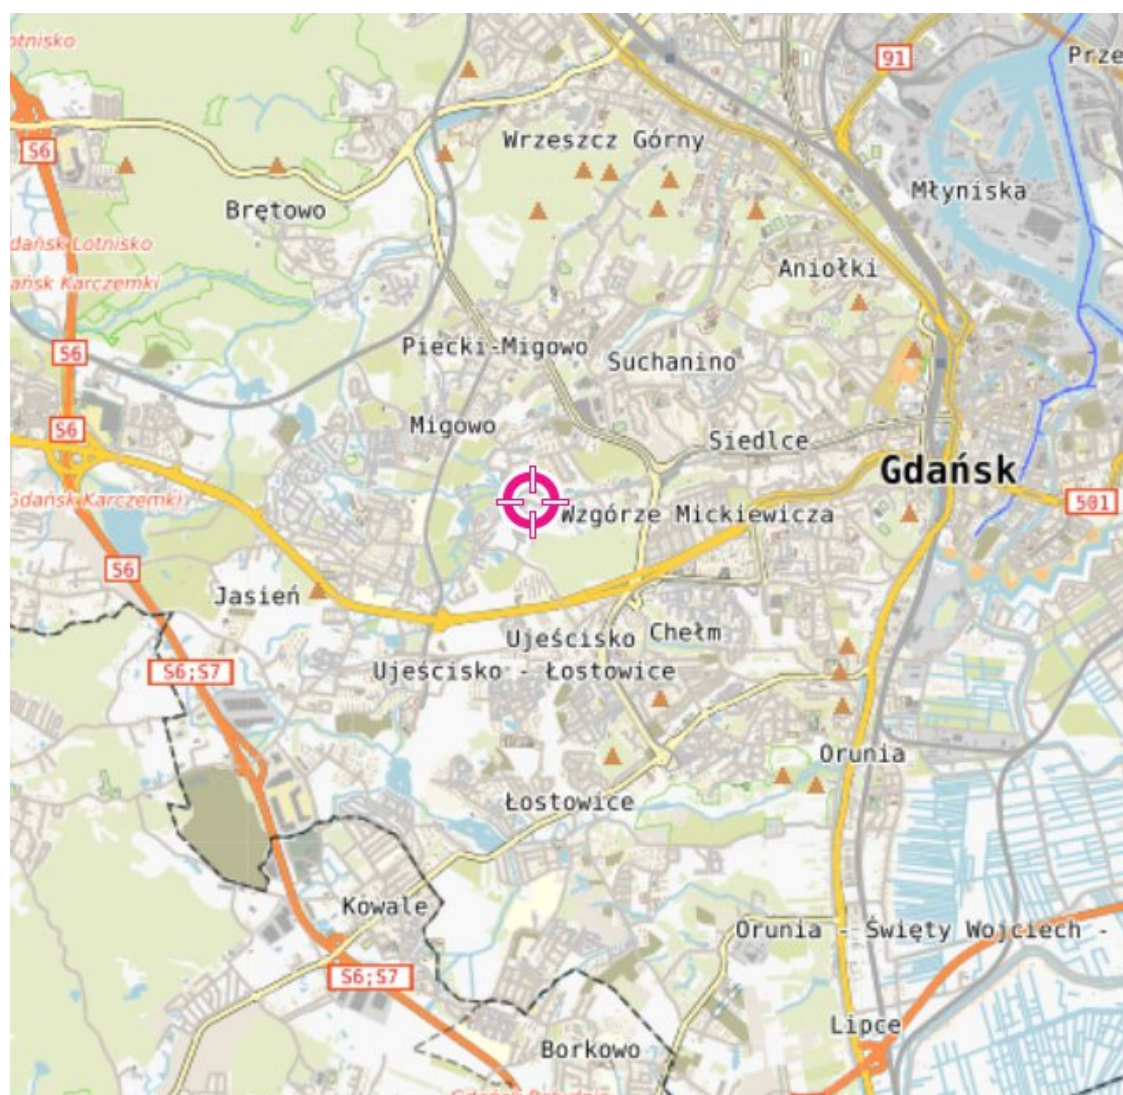 otnisko
91
Prze
S6
Wrzeszcz Górny
Młyniska
Brętowo
dańsk Lotnisko
Aniołki
ańsk Karczemki
S6
Piecki-Migowo
Suchanino
S6
Migowo
Siedlce
Gdańsk
Gdańsk Karczemki
501
Wzgórze Mickiewicza
S6
Jasień
Ujeścisko
Chełm
S6;S7
Ujeścisko - Łostowice
Orunia
Łostowice
Kowale
Orunia - Święty Wojciech -
S6;S7
Lipce
Borkowo
Gdańsk Południe